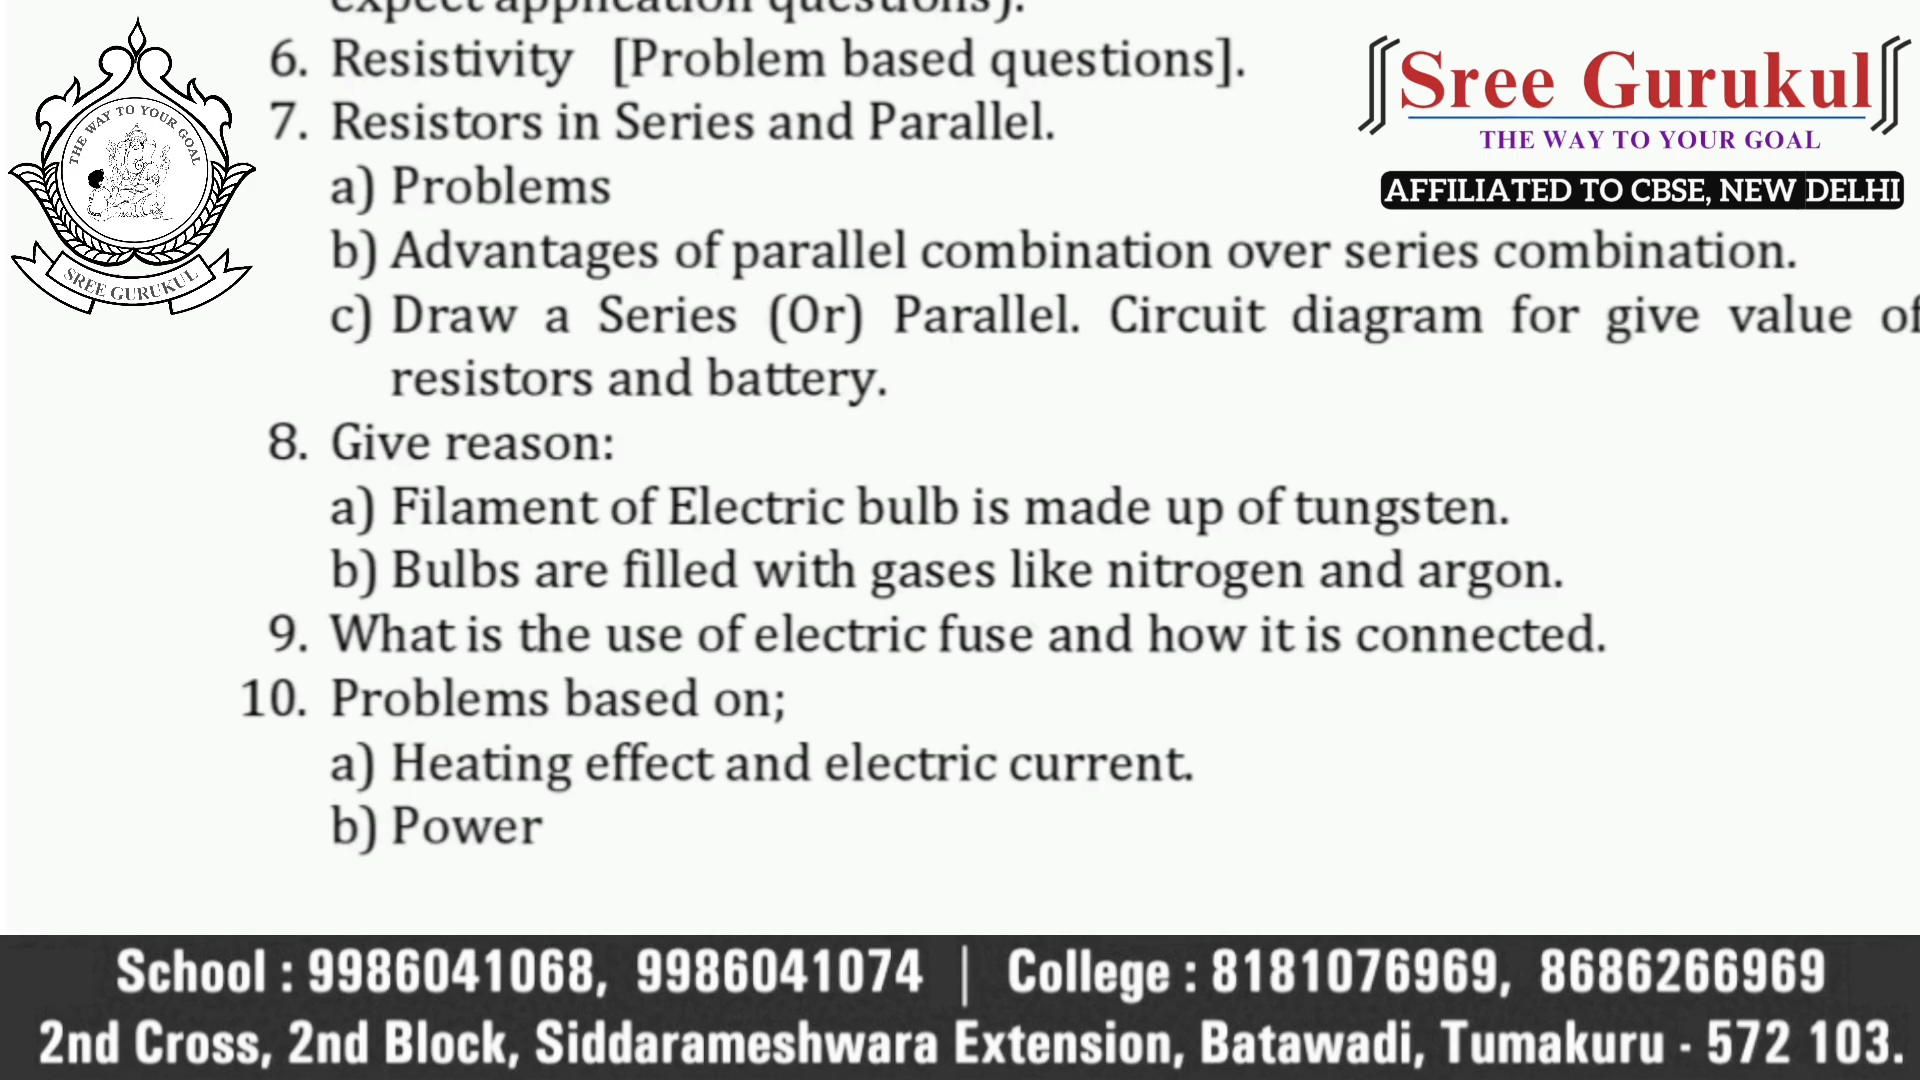 expect application questions).
6. Resistivity [Problem based questions].
7. Resistors in Series and Parallel.
a) Problems
b) Advantages of parallel combination over series combination.
c) Draw a Series (Or) Parallel. Circuit diagram for give value of
resistors and battery.
8. Give reason:
a) Filament of Electric bulb is made up of tungsten.
b) Bulbs are filled with gases like nitrogen and argon.
9. What is the use of electric fuse and how it is connected.
10. Problems based on;
a) Heating effect and electric current.
b) Power
THE WAY TO YOUR GOAL
SREE GURUKUL
Sree Gurukul
THE WAY TO YOUR GOAL
AFFILIATED TO CBSE, NEW DELHI
School : 9986041068, 9986041074 | College : 8181076969, 8686266969
2nd Cross, 2nd Block, Siddarameshwara Extension, Batawadi, Tumakuru - 572 103.